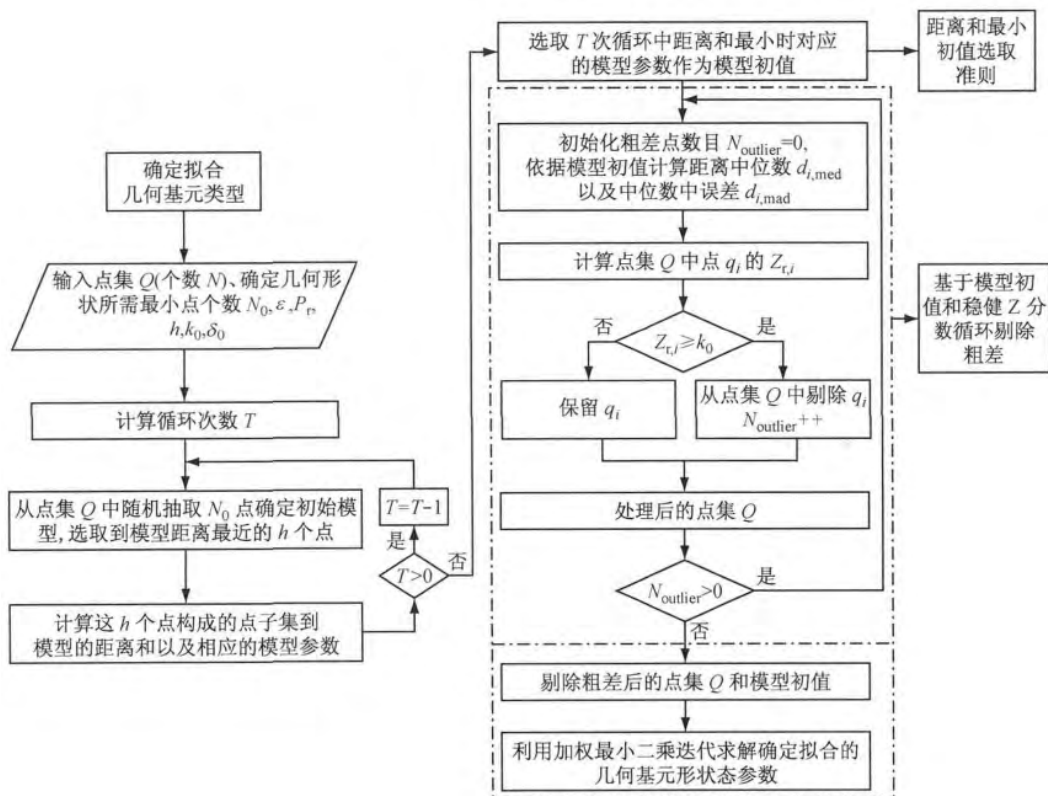 确定拟合
几何基元类型
输入点集 Q(个数 N)、确定几何形
状所需最小点个数 N₀,ε,Pᵣ,
h,k₀,δ₀
计算循环次数 T
从点集 Q 中随机抽取 N₀ 点确定初始模
型,选取到模型距离最近的 h 个点
计算这 h 个点构成的点子集到
模型的距离和以及相应的模型参数
T=T-1
是
T>0
否
选取 T 次循环中距离和最小时对应
的模型参数作为模型初值
距离和最小
初值选取
准则
初始化粗差点数目 N_outlier=0,
依据模型初值计算距离中位数 d_i,med
以及中位数中误差 d_i,mad
计算点集 Q 中点 q_i 的 Z_r,i
否
是
Z_r,i≥k₀
保留 q_i
从点集 Q 中剔除 q_i
N_outlier++
基于模型初
值和稳健 Z 分
数循环剔除
粗差
处理后的点集 Q
N_outlier>0
是
否
剔除粗差后的点集 Q 和模型初值
利用加权最小二乘迭代求解确定拟合的
几何基元形状态参数